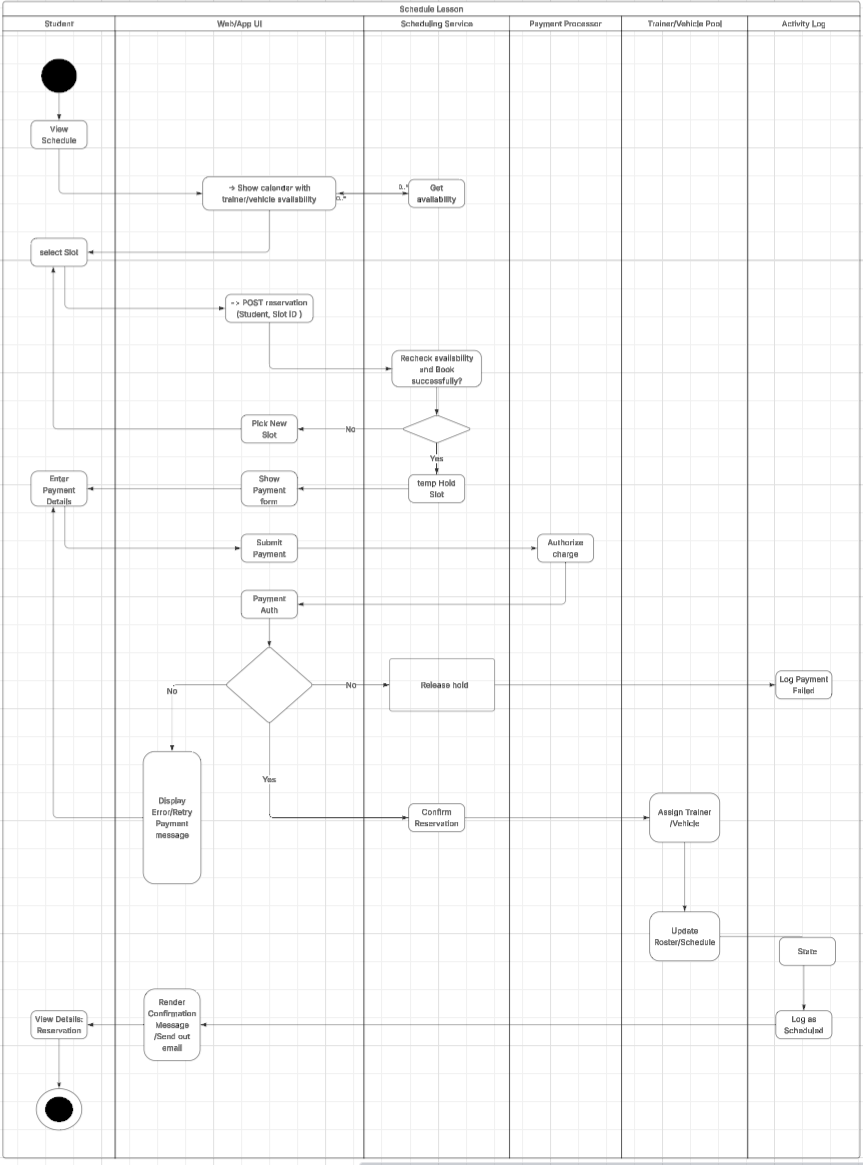 Schedule Lesson
Student
Web/App UI
Scheduling Service
Payment Processor
Trainer/Vehicle Pool
Activity Log
View
Schedule
-> Show calendar with
trainer/vehicle availability
0..*
0..*
Get
availability
select Slot
-> POST reservation
(Student, Slot ID )
Recheck availability
and Book
successfully?
Pick New
Slot
No
Yes
Enter
Payment
Details
Show
Payment
form
temp Hold
Slot
Submit
Payment
Authorize
charge
Payment
Auth
No
No
Release hold
Log Payment
Failed
Yes
Display
Error/Retry
Payment
message
Confirm
Reservation
Assign Trainer
/Vehicle
Update
Roster/Schedule
State
View Details:
Reservation
Render
Confirmation
Message
/Send out
email
Log as
Scheduled